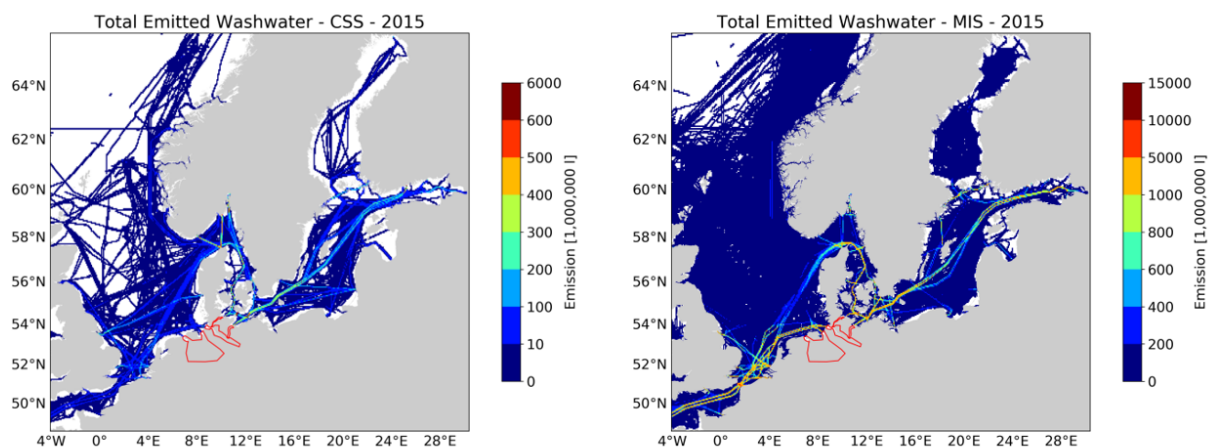 Total Emitted Washwater - CSS - 2015
64°N
62°N
60°N
58°N
56°N
54°N
52°N
50°N
4°W 0° 4°E 8°E 12°E 16°E 20°E 24°E 28°E
6000
600
500
400
300
200
100
10
0
Emission [1,000,000 l]
Total Emitted Washwater - MIS - 2015
64°N
62°N
60°N
58°N
56°N
54°N
52°N
50°N
4°W 0° 4°E 8°E 12°E 16°E 20°E 24°E 28°E
15000
10000
5000
1000
800
600
400
200
0
Emission [1,000,000 l]